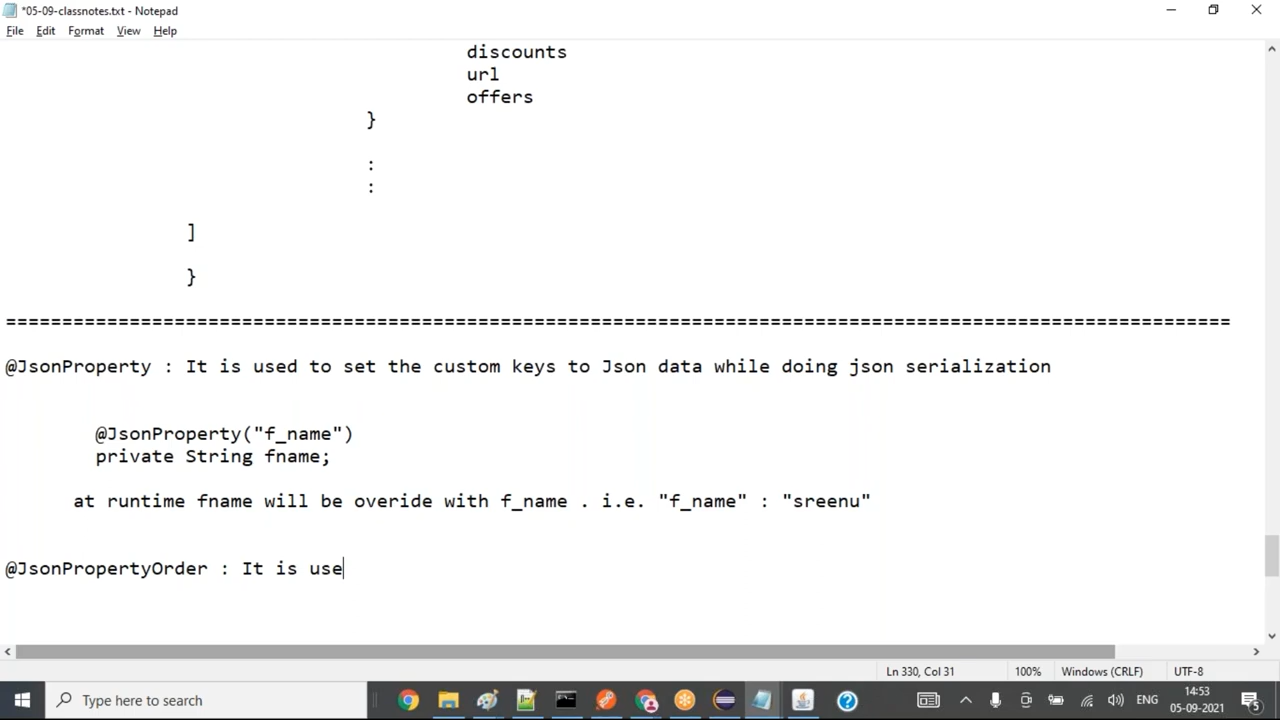 *05-09-classnotes.txt - Notepad
File Edit Format View Help
discounts
url
offers
}
:
:
]
}
=============================================================================================================
@JsonProperty : It is used to set the custom keys to Json data while doing json serialization
@JsonProperty("f_name")
private String fname;
at runtime fname will be overide with f_name . i.e. "f_name" : "sreenu"
@JsonPropertyOrder : It is use
Ln 330, Col 31 100% Windows (CRLF) UTF-8
Type here to search
ENG
14:53
05-09-2021
5